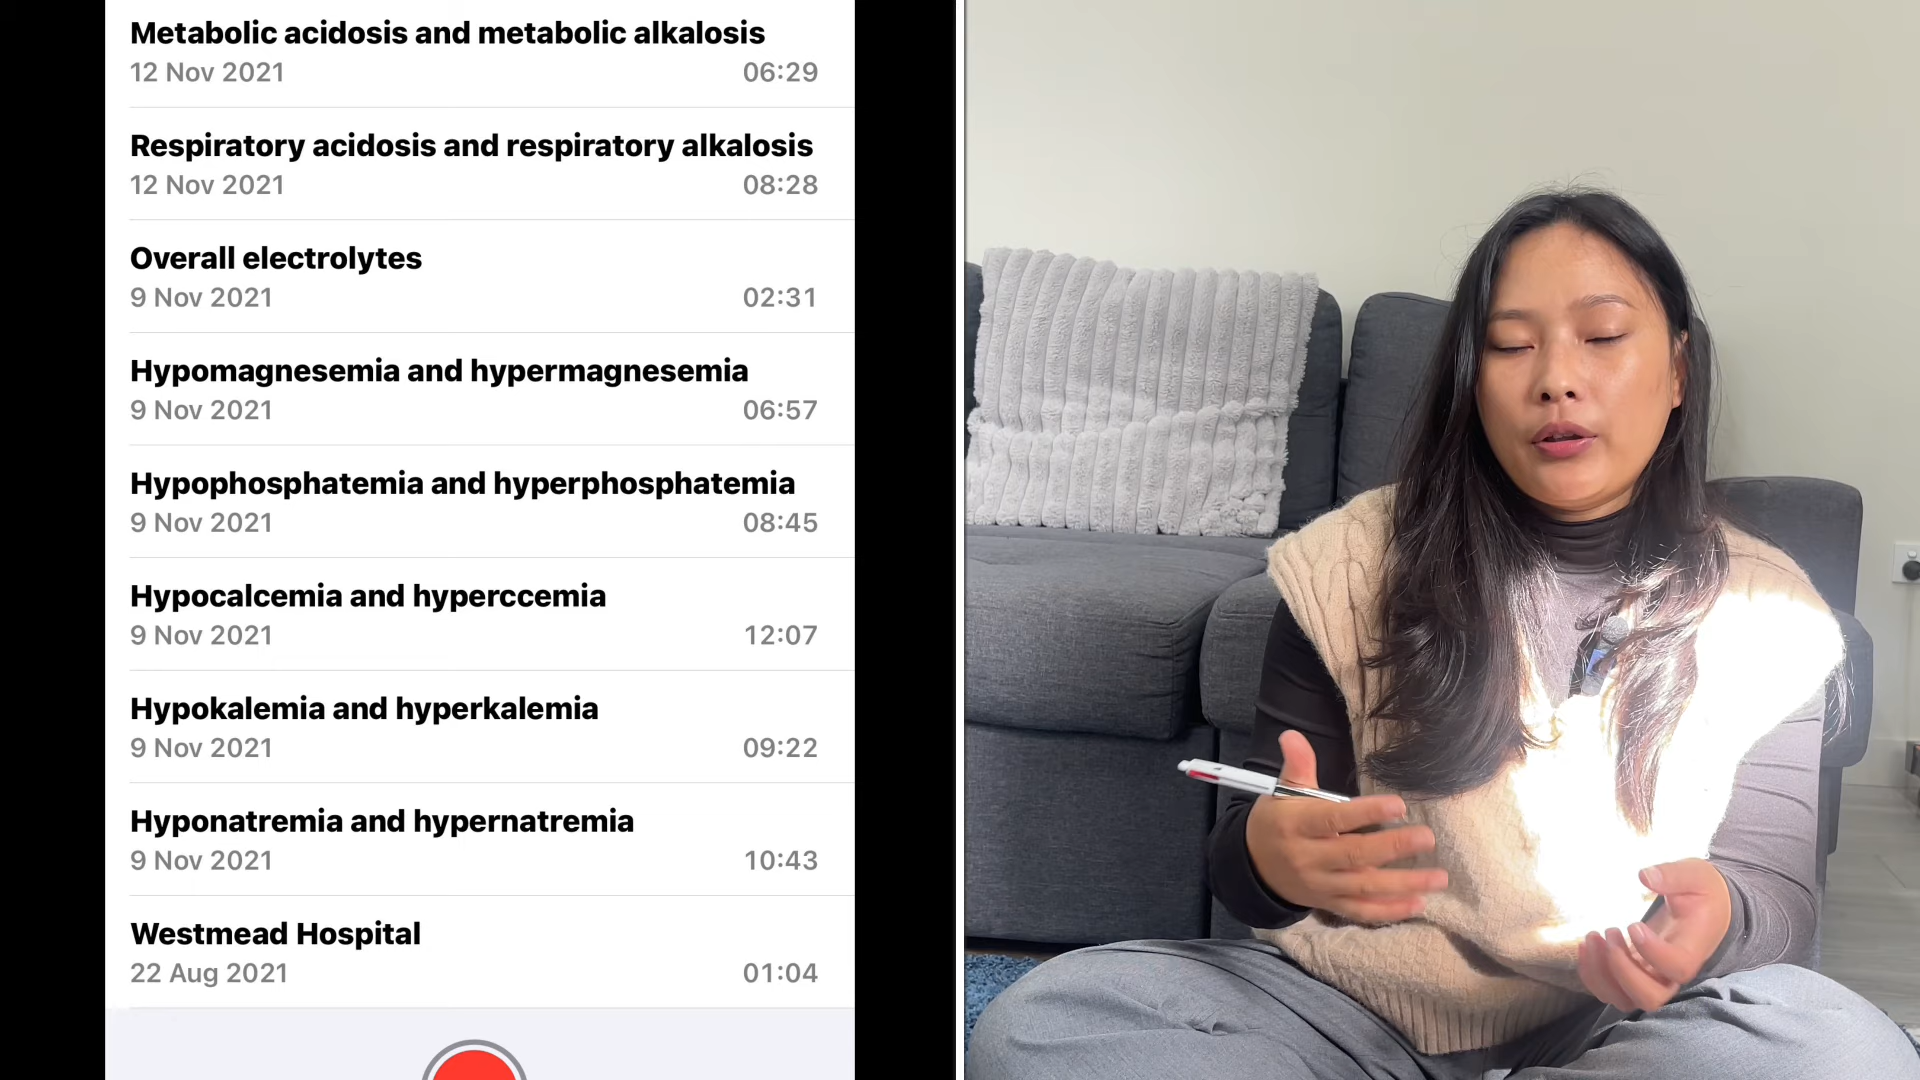 Metabolic acidosis and metabolic alkalosis
12 Nov 2021 06:29
Respiratory acidosis and respiratory alkalosis
12 Nov 2021 08:28
Overall electrolytes
9 Nov 2021 02:31
Hypomagnesemia and hypermagnesemia
9 Nov 2021 06:57
Hypophosphatemia and hyperphosphatemia
9 Nov 2021 08:45
Hypocalcemia and hyperccemia
9 Nov 2021 12:07
Hypokalemia and hyperkalemia
9 Nov 2021 09:22
Hyponatremia and hypernatremia
9 Nov 2021 10:43
Westmead Hospital
22 Aug 2021 01:04